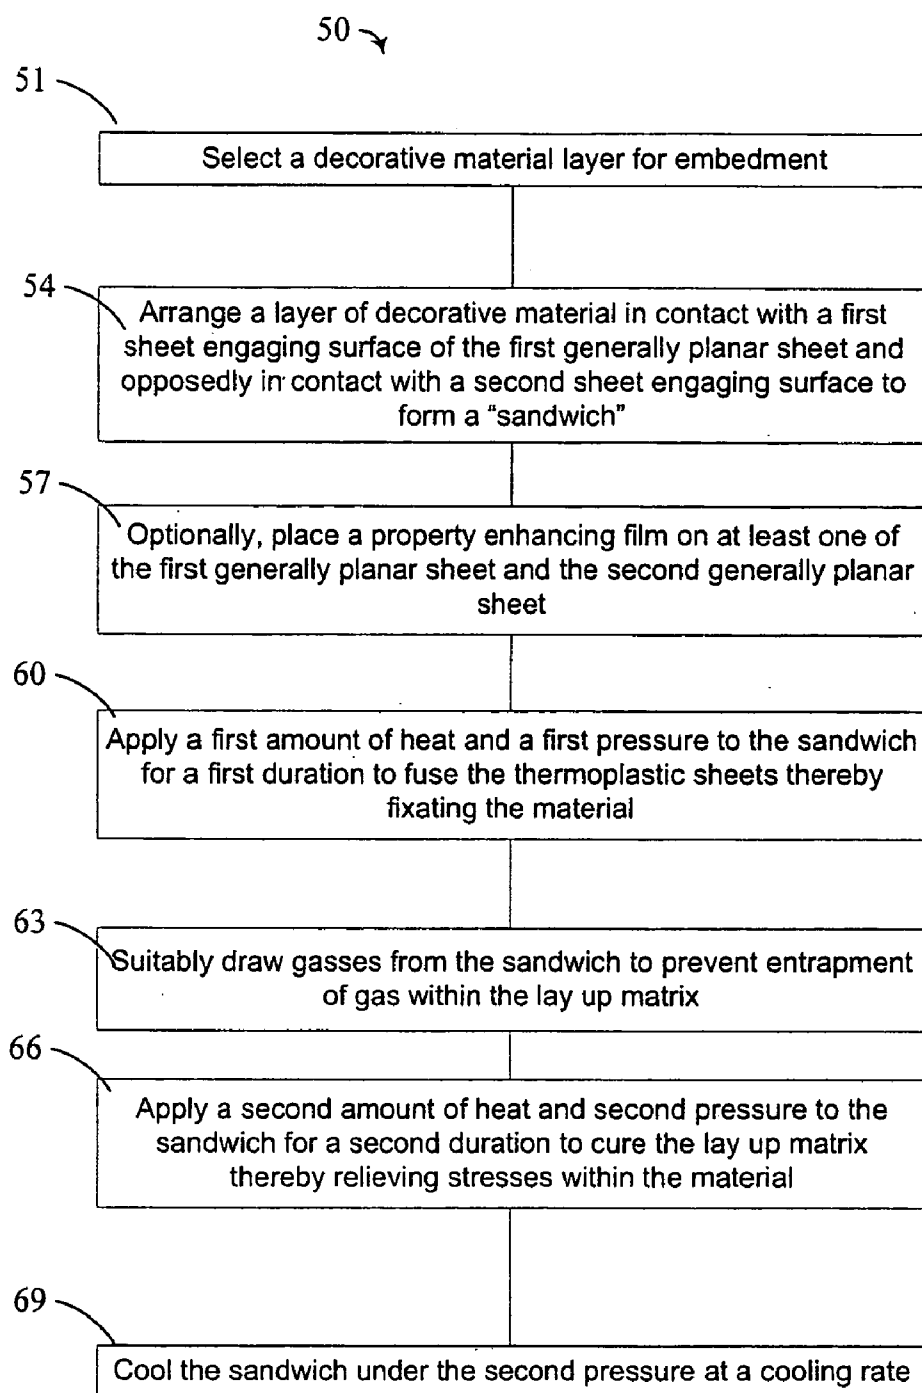 50
51
Select a decorative material layer for embedment
54
Arrange a layer of decorative material in contact with a first
sheet engaging surface of the first generally planar sheet and
opposedly in contact with a second sheet engaging surface to
form a “sandwich”
57
Optionally, place a property enhancing film on at least one of
the first generally planar sheet and the second generally planar
sheet
60
Apply a first amount of heat and a first pressure to the sandwich
for a first duration to fuse the thermoplastic sheets thereby
fixating the material
63
Suitably draw gasses from the sandwich to prevent entrapment
of gas within the lay up matrix
66
Apply a second amount of heat and second pressure to the
sandwich for a second duration to cure the lay up matrix
thereby relieving stresses within the material
69
Cool the sandwich under the second pressure at a cooling rate